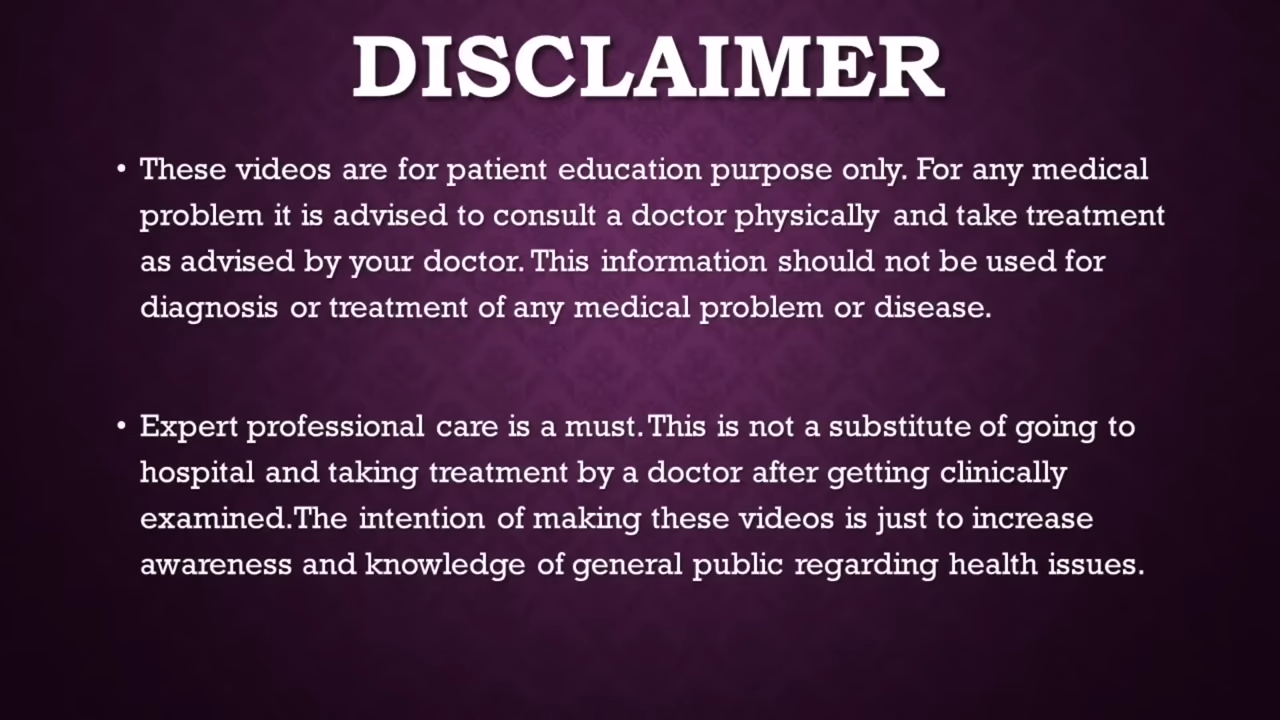 DISCLAIMER
• These videos are for patient education purpose only. For any medical
problem it is advised to consult a doctor physically and take treatment
as advised by your doctor. This information should not be used for
diagnosis or treatment of any medical problem or disease.
• Expert professional care is a must. This is not a substitute of going to
hospital and taking treatment by a doctor after getting clinically
examined.The intention of making these videos is just to increase
awareness and knowledge of general public regarding health issues.